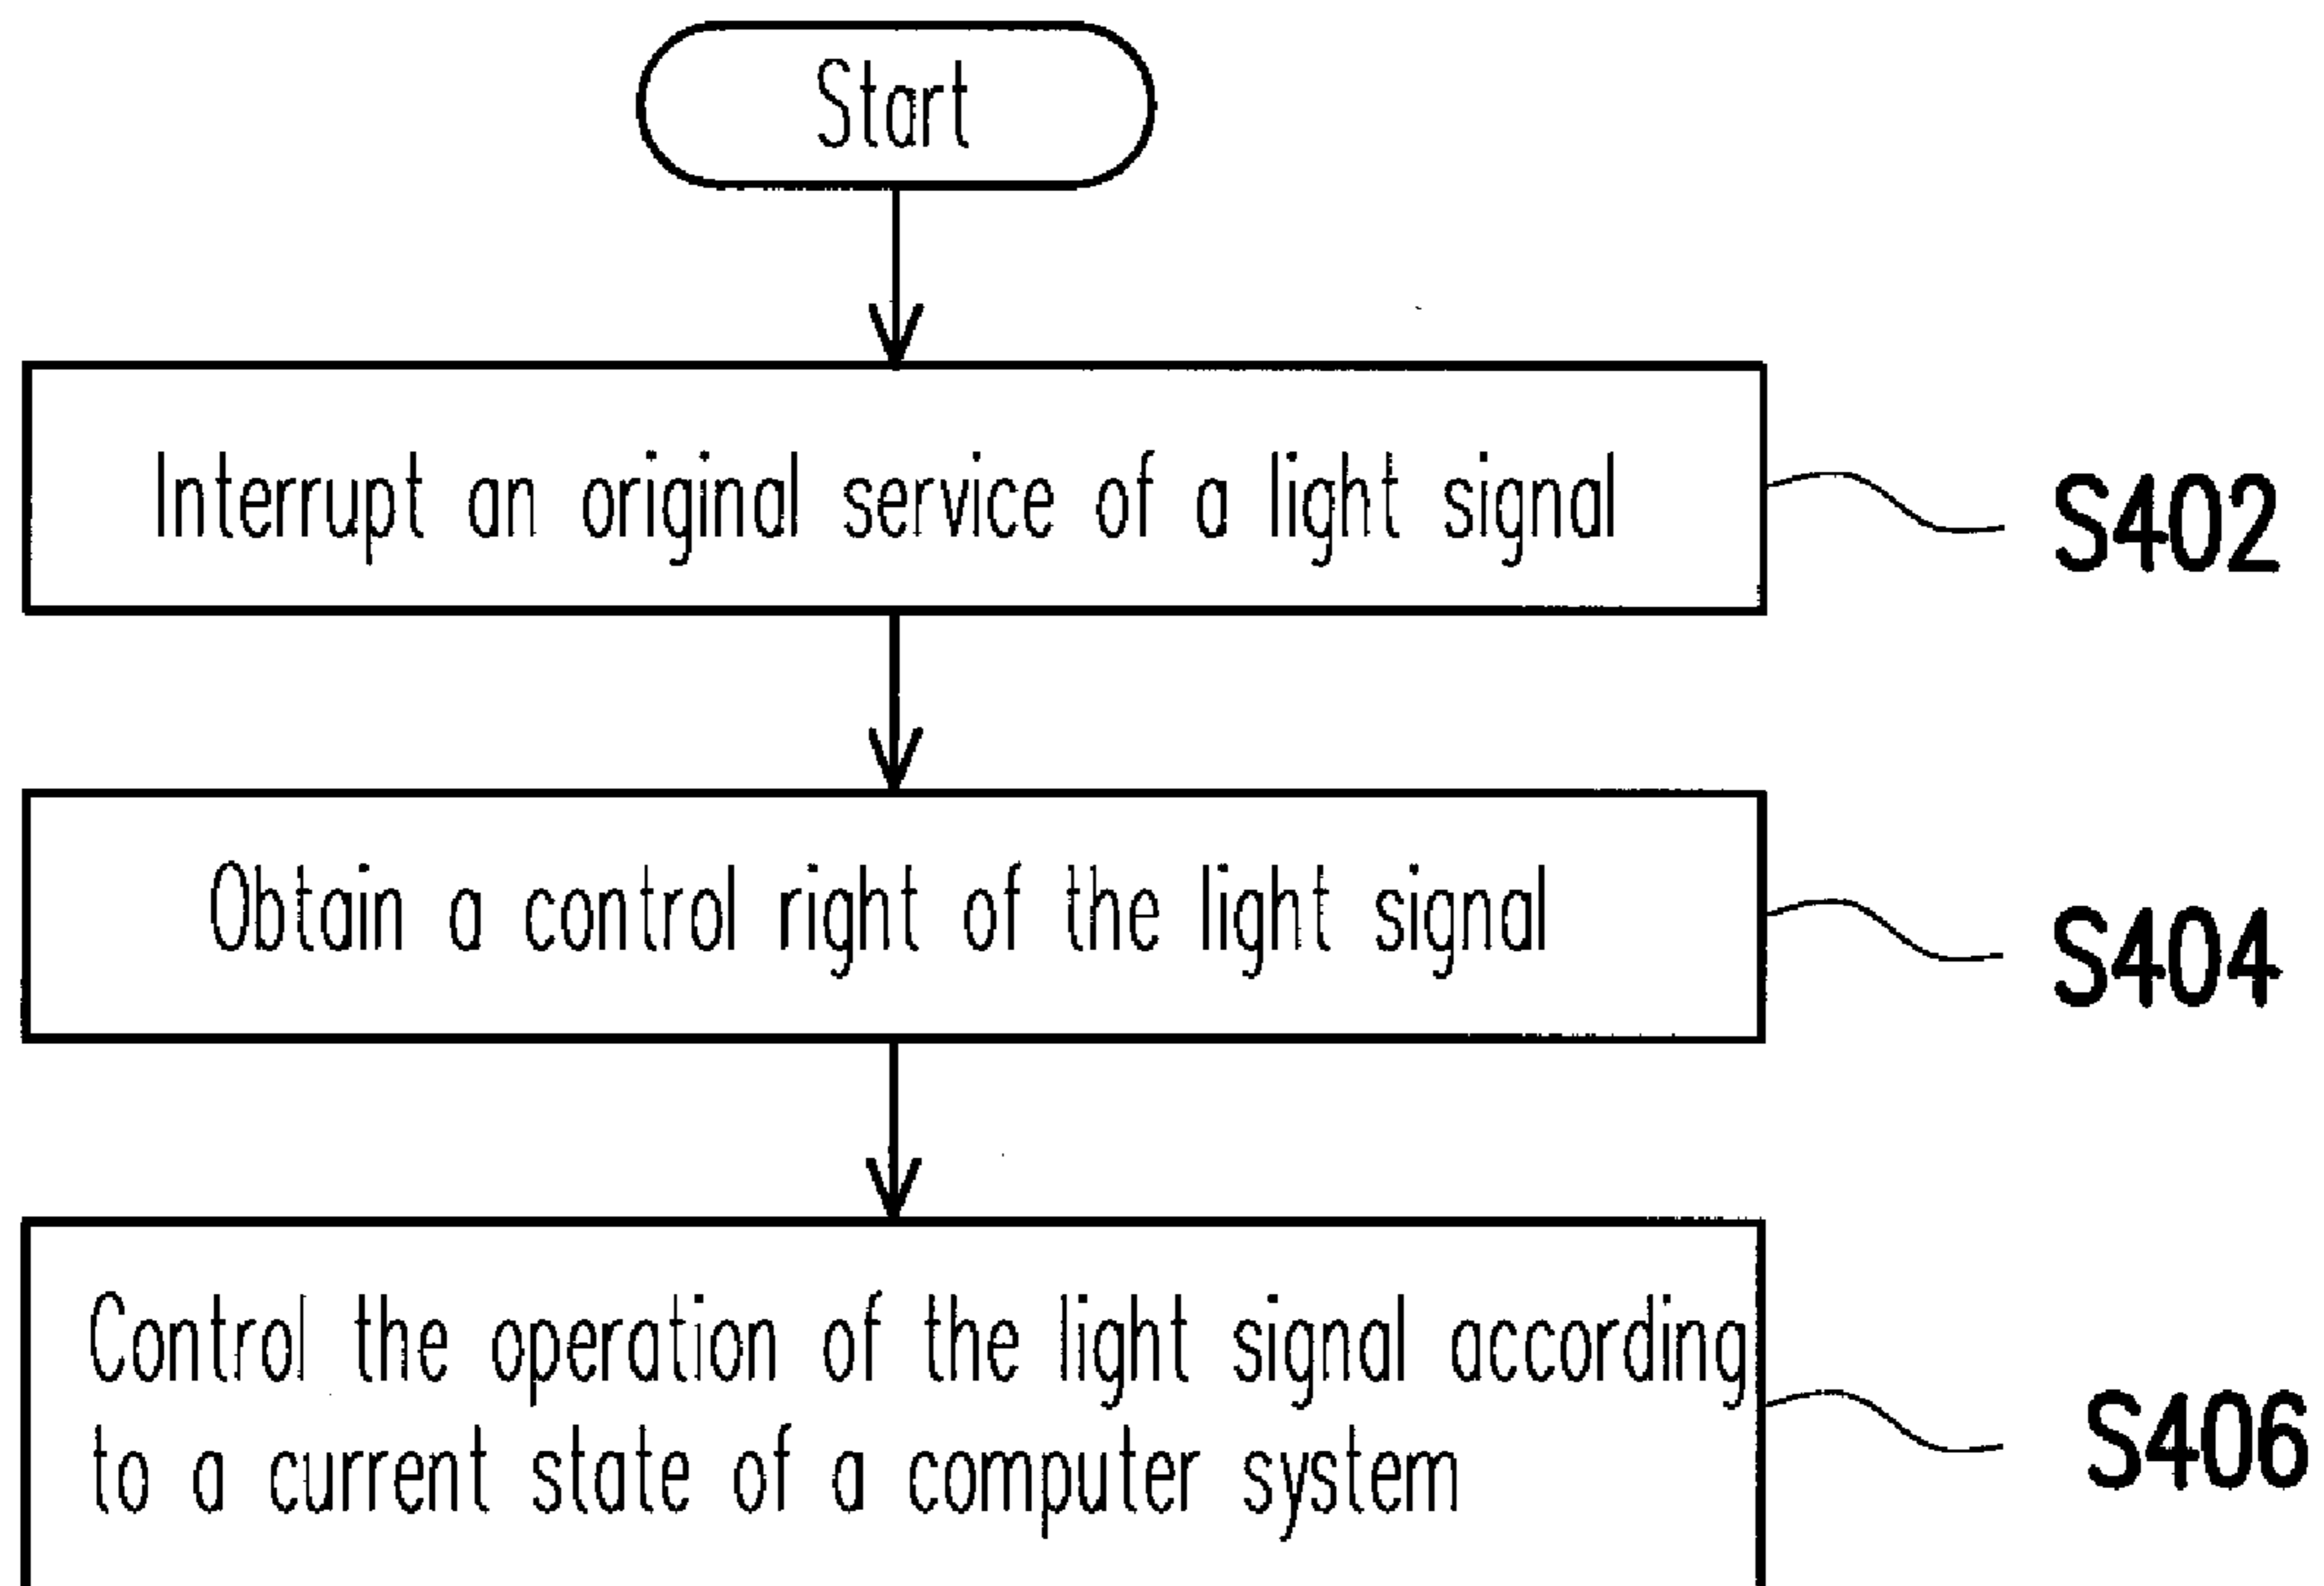 Start
Interrupt an original service of a light signal
S402
Obtain a control right of the light signal
S404
Control the operation of the light signal according
to a current state of a computer system
S406